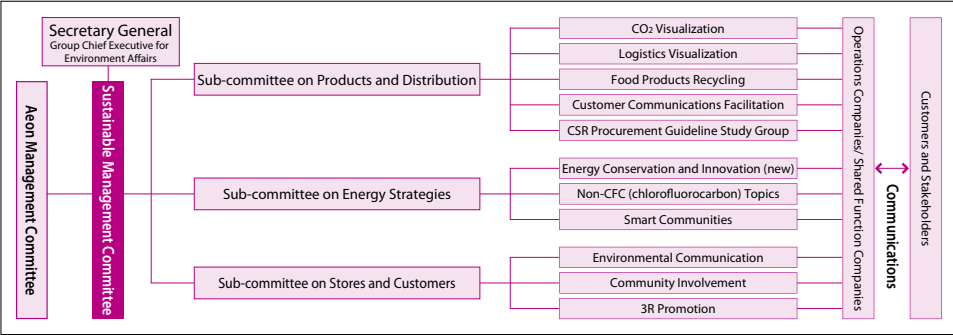 Secretary General
Group Chief Executive for
Environment Affairs
Aeon Management Committee
Sustainable Management Committee
Sub-committee on Products and Distribution
CO₂ Visualization
Logistics Visualization
Food Products Recycling
Customer Communications Facilitation
CSR Procurement Guideline Study Group
Sub-committee on Energy Strategies
Energy Conservation and Innovation (new)
Non-CFC (chlorofluorocarbon) Topics
Smart Communities
Sub-committee on Stores and Customers
Environmental Communication
Community Involvement
3R Promotion
Operations Companies/ Shared Function Companies
Communications
Customers and Stakeholders